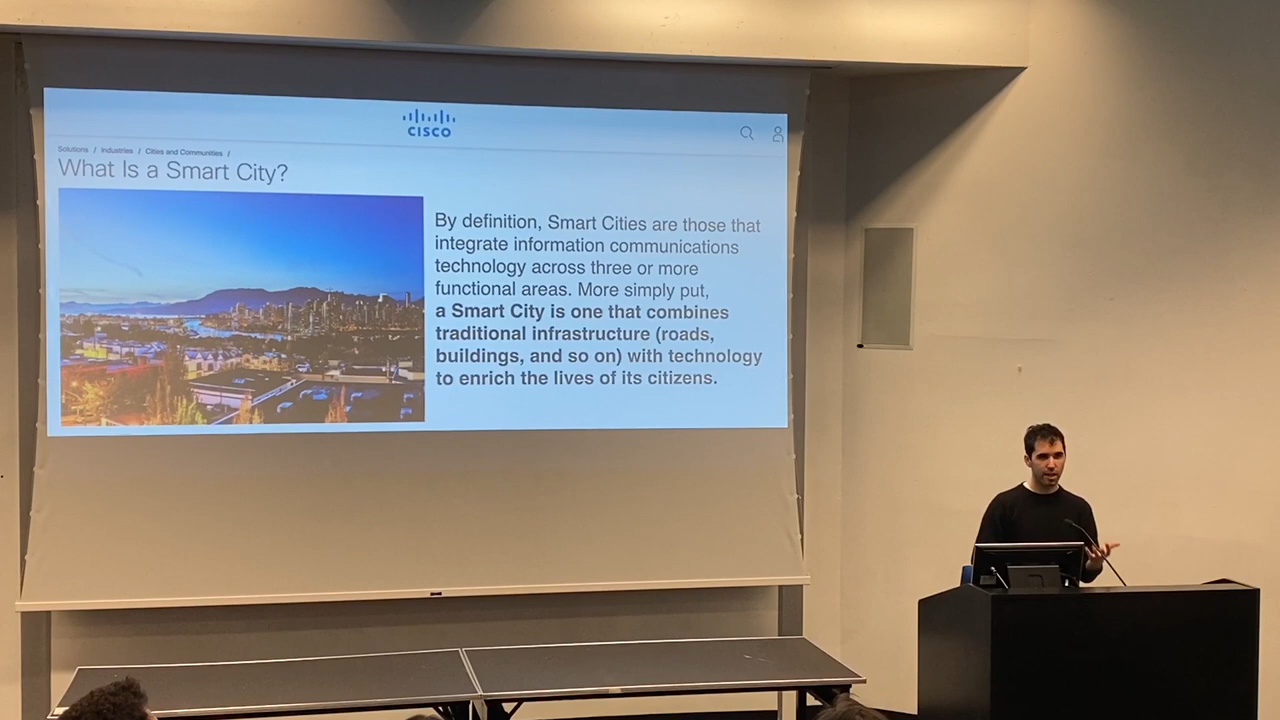 CISCO
Solutions / Industries / Cities and Communities /
What Is a Smart City?
By definition, Smart Cities are those that
integrate information communications
technology across three or more
functional areas. More simply put,
a Smart City is one that combines
traditional infrastructure (roads,
buildings, and so on) with technology
to enrich the lives of its citizens.